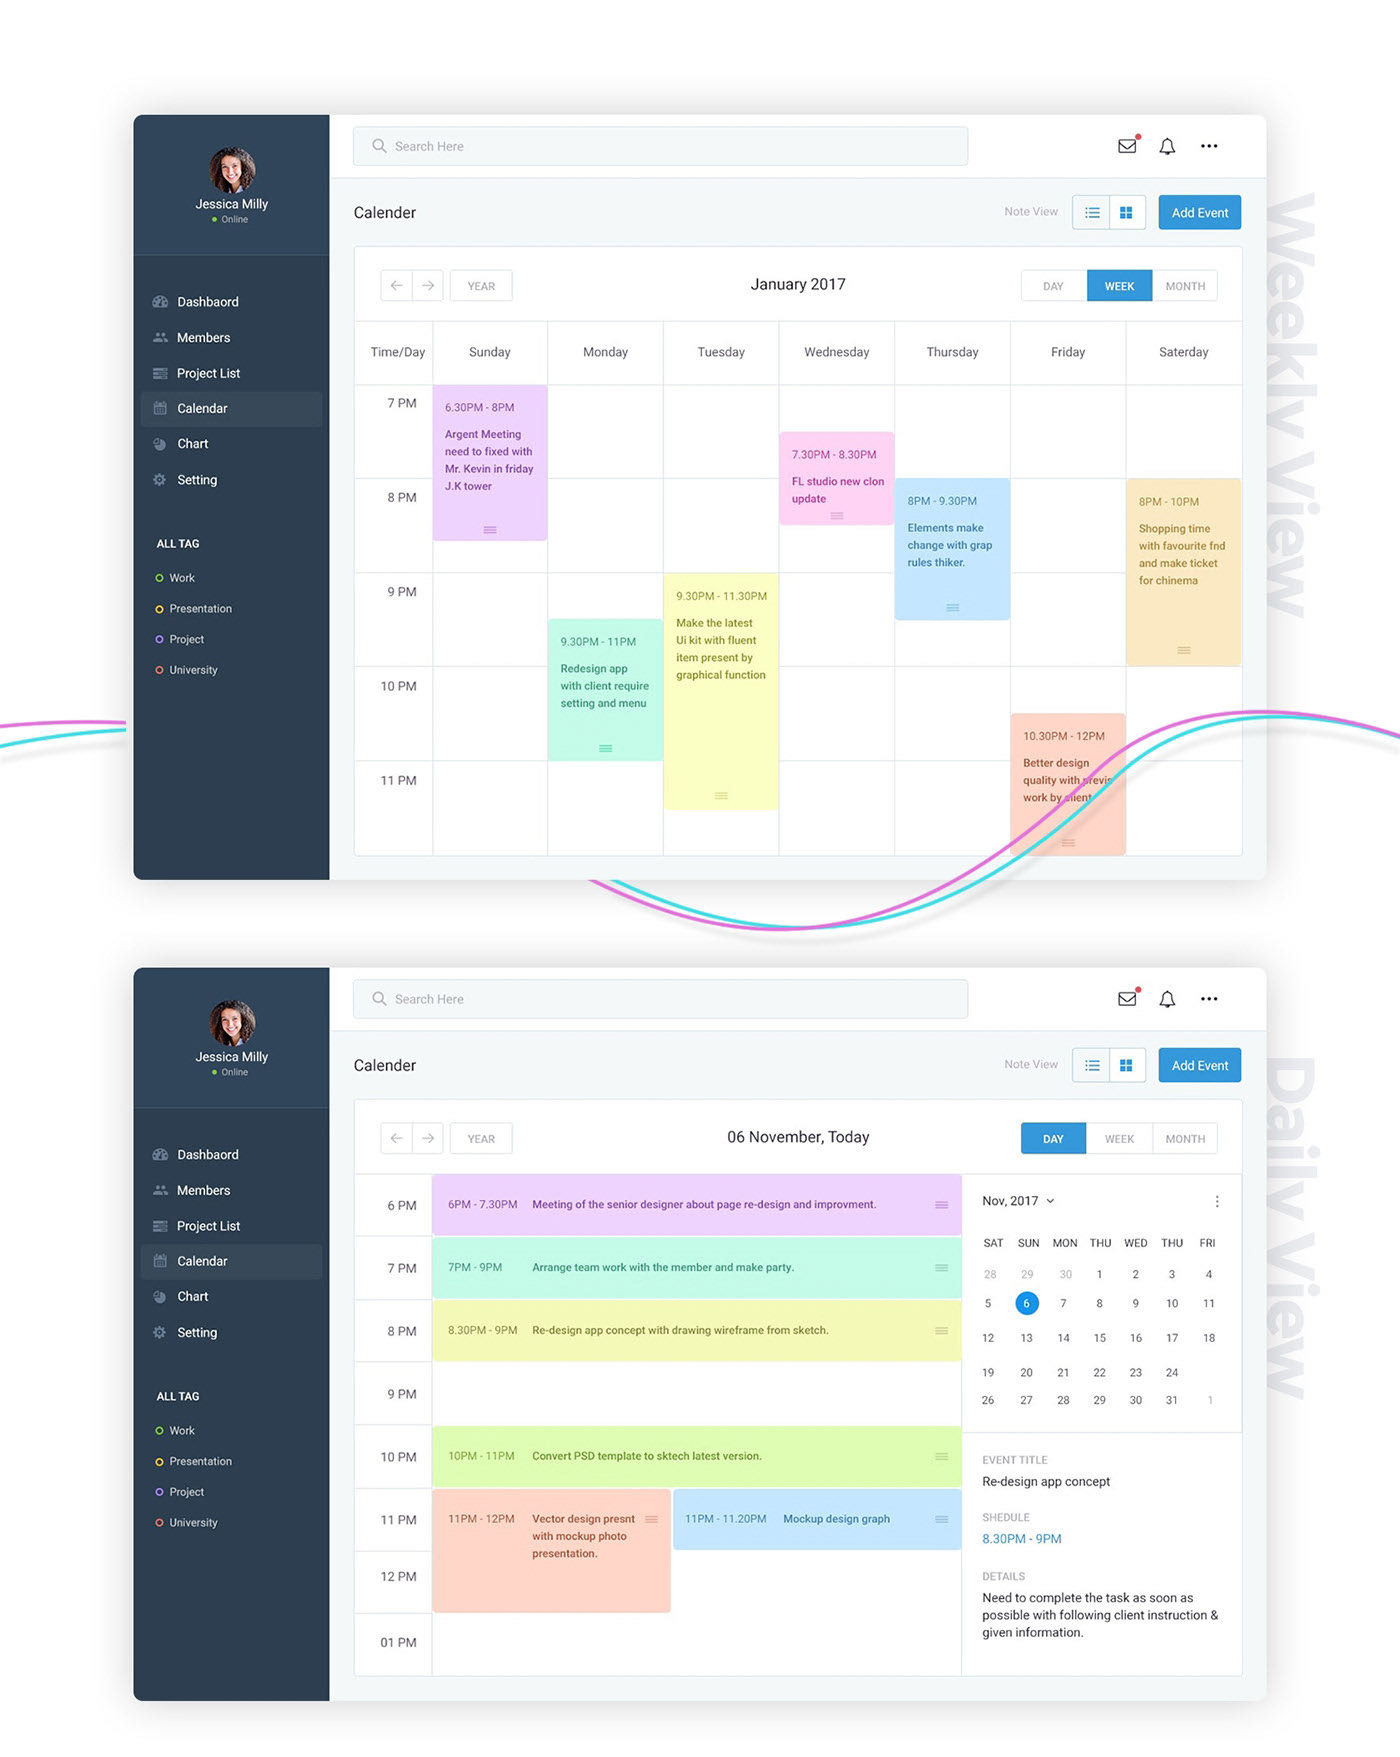 Jessica Milly
Online
Dashbaord
Members
Project List
Calendar
Chart
Setting
ALL TAG
Work
Presentation
Project
University
Search Here
Calender
Note View
Add Event
YEAR
January 2017
DAY WEEK MONTH
Time/Day Sunday Monday Tuesday Wednesday Thursday Friday Saterday
7 PM
8 PM
9 PM
10 PM
11 PM
6.30PM - 8PM
Argent Meeting
need to fixed with
Mr. Kevin in friday
J.K tower
9.30PM - 11PM
Redesign app
with client require
setting and menu
9.30PM - 11.30PM
Make the latest
Ui kit with fluent
item present by
graphical function
7.30PM - 8.30PM
FL studio new clon
update
8PM - 9.30PM
Elements make
change with grap
rules thiker.
10.30PM - 12PM
Better design
quality with previs
work by client
8PM - 10PM
Shopping time
with favourite fnd
and make ticket
for chinema
Weekly View
Jessica Milly
Online
Dashbaord
Members
Project List
Calendar
Chart
Setting
ALL TAG
Work
Presentation
Project
University
Search Here
Calender
Note View
Add Event
YEAR
06 November, Today
DAY WEEK MONTH
6 PM
7 PM
8 PM
9 PM
10 PM
11 PM
12 PM
01 PM
6PM - 7.30PM Meeting of the senior designer about page re-design and improvment.
7PM - 9PM Arrange team work with the member and make party.
8.30PM - 9PM Re-design app concept with drawing wireframe from sketch.
10PM - 11PM Convert PSD template to sktech latest version.
11PM - 12PM Vector design presnt
with mockup photo
presentation.
11PM - 11.20PM Mockup design graph
Nov, 2017
SAT SUN MON THU WED THU FRI
28 29 30 1 2 3 4
5 6 7 8 9 10 11
12 13 14 15 16 17 18
19 20 21 22 23 24
26 27 28 29 30 31 1
EVENT TITLE
Re-design app concept
SHEDULE
8.30PM - 9PM
DETAILS
Need to complete the task as soon as
possible with following client instruction &
given information.
Daily View